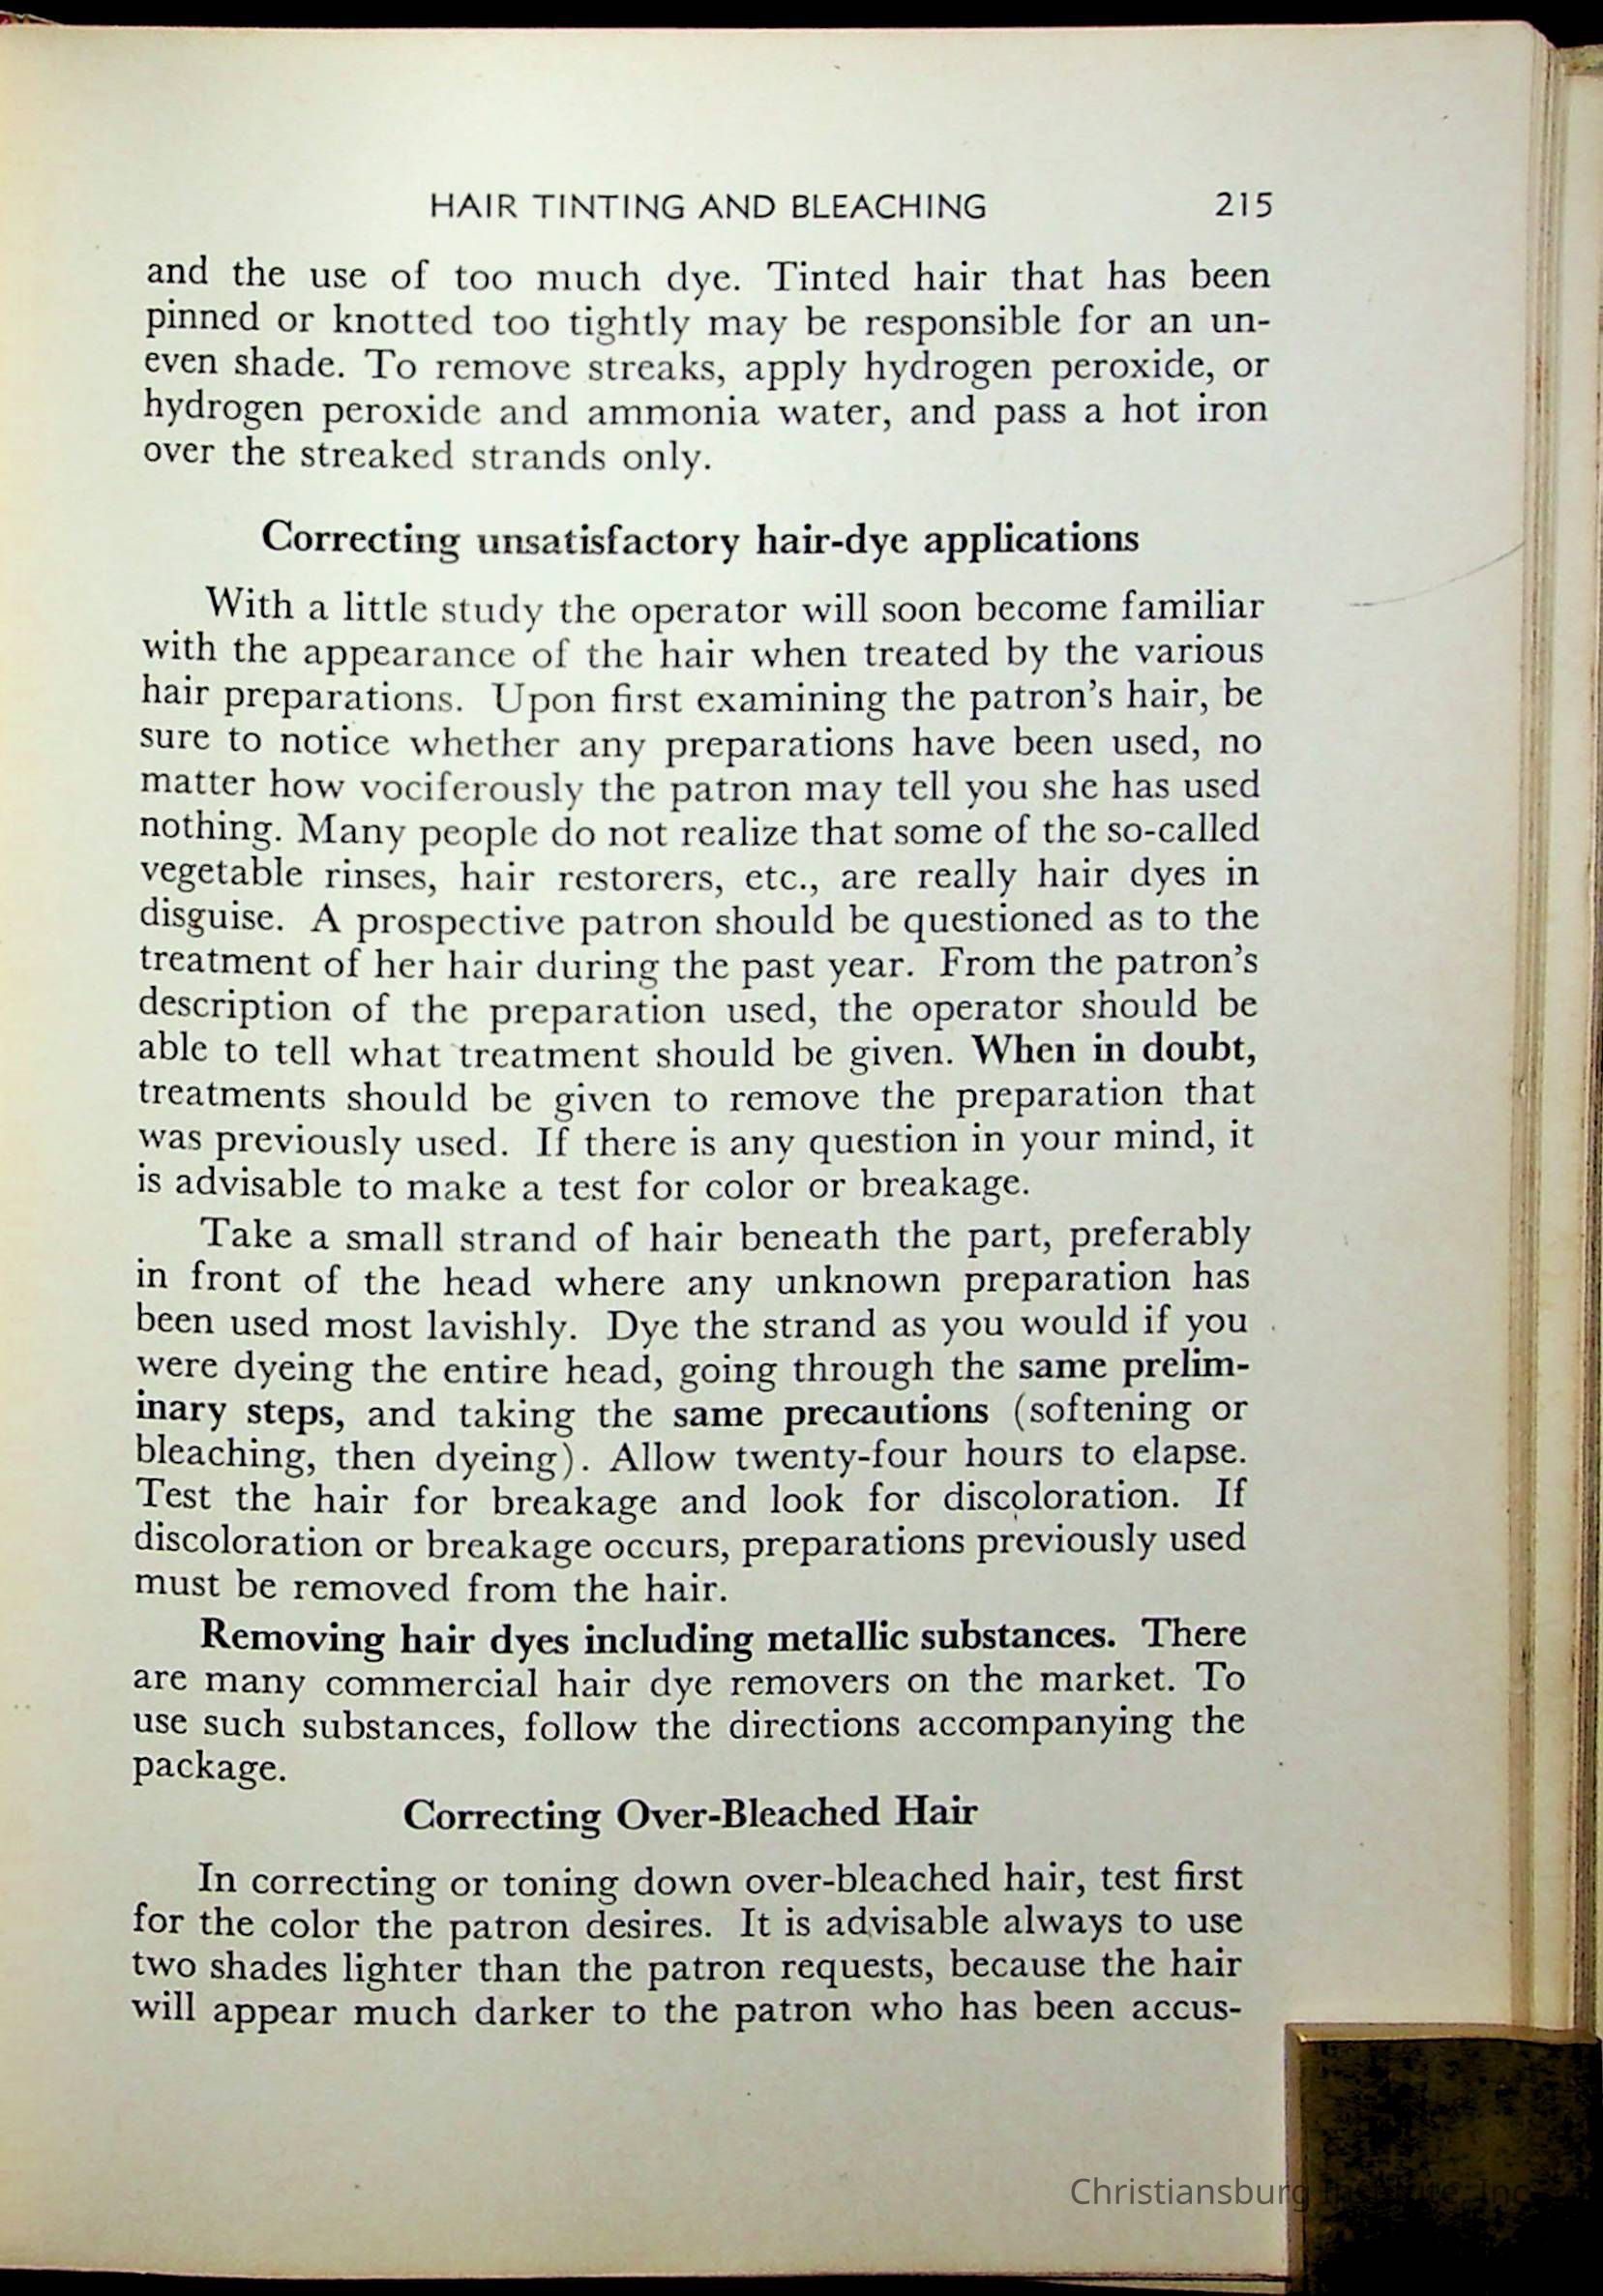 HAIR TINTING AND BLEACHING 215
and the use of too much dye. Tinted hair that has been
pinned or knotted too tightly may be responsible for an un-
even shade. To remove streaks, apply hydrogen peroxide, or
hydrogen peroxide and ammonia water, and pass a hot iron
over the streaked strands only.
Correcting unsatisfactory hair-dye applications
With a little study the operator will soon become familiar
with the appearance of the hair when treated by the various
hair preparations. Upon first examining the patron's hair, be
sure to notice whether any preparations have been used, no
matter how vociferously the patron may tell you she has used
nothing. Many people do not realize that some of the so-called
vegetable rinses, hair restorers, etc., are really hair dyes in
disguise. A prospective patron should be questioned as to the
treatment of her hair during the past year. From the patron's
description of the preparation used, the operator should be
able to tell what treatment should be given. When in doubt,
treatments should be given to remove the preparation that
was previously used. If there is any question in your mind, it
is advisable to make a test for color or breakage.
Take a small strand of hair beneath the part, preferably
in front of the head where any unknown preparation has
been used most lavishly. Dye the strand as you would if you
were dyeing the entire head, going through the same prelim-
inary steps, and taking the same precautions (softening or
bleaching, then dyeing). Allow twenty-four hours to elapse.
Test the hair for breakage and look for discoloration. If
discoloration or breakage occurs, preparations previously used
must be removed from the hair.
Removing hair dyes including metallic substances. There
are many commercial hair dye removers on the market. To
use such substances, follow the directions accompanying the
package.
Correcting Over-Bleached Hair
In correcting or toning down over-bleached hair, test first
for the color the patron desires. It is advisable always to use
two shades lighter than the patron requests, because the hair
will appear much darker to the patron who has been accus-
Christiansburg Institute, Inc.